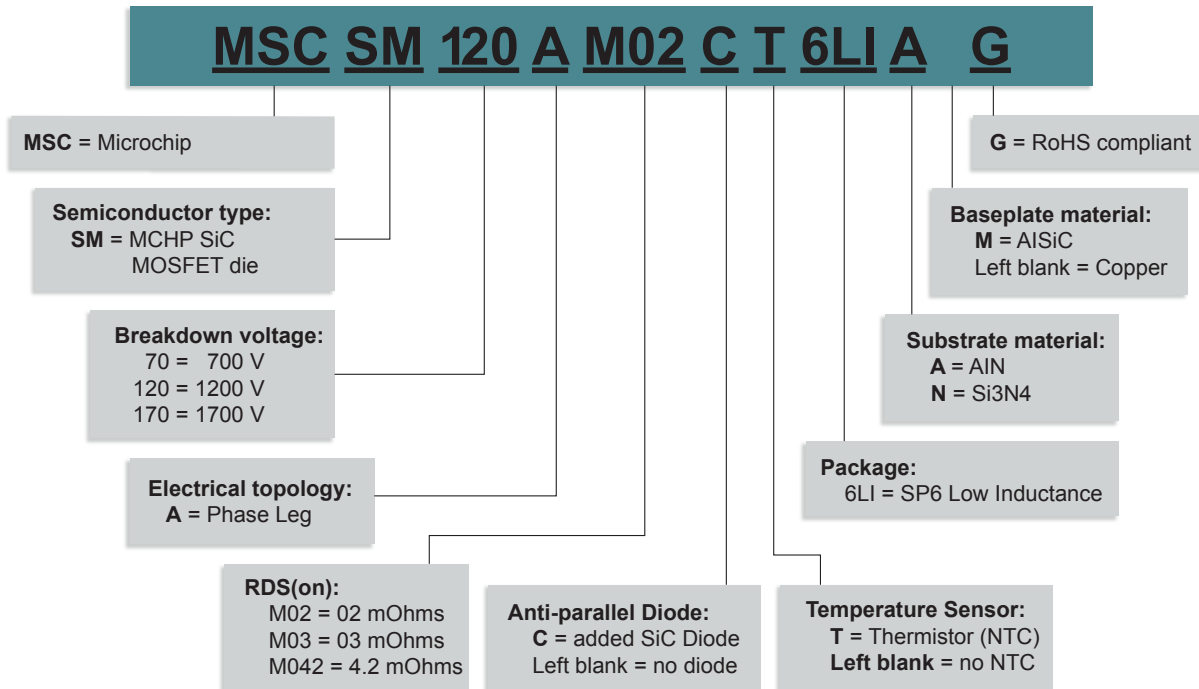 MSC SM 120 A M02 C T 6LI A G
MSC = Microchip
G = RoHS compliant
Semiconductor type:
SM = MCHP SiC
MOSFET die
Baseplate material:
M = AlSiC
Left blank = Copper
Breakdown voltage:
70 = 700 V
120 = 1200 V
170 = 1700 V
Substrate material:
A = AlN
N = Si3N4
Electrical topology:
A = Phase Leg
Package:
6LI = SP6 Low Inductance
RDS(on):
M02 = 02 mOhms
M03 = 03 mOhms
M042 = 4.2 mOhms
Anti-parallel Diode:
C = added SiC Diode
Left blank = no diode
Temperature Sensor:
T = Thermistor (NTC)
Left blank = no NTC